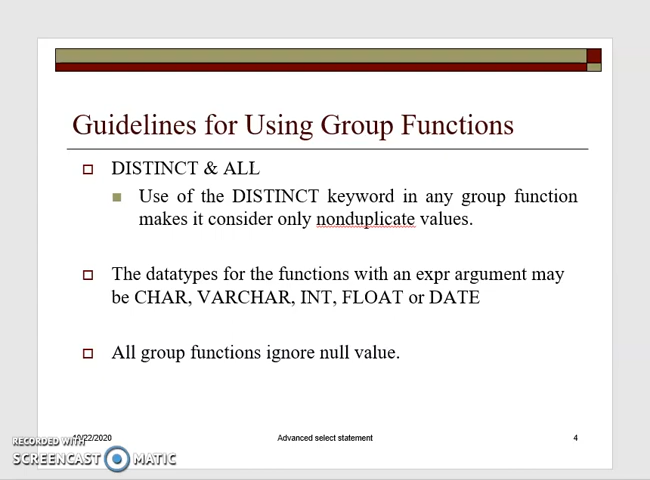 Guidelines for Using Group Functions
DISTINCT & ALL
Use of the DISTINCT keyword in any group function
makes it consider only nonduplicate values.
The datatypes for the functions with an expr argument may
be CHAR, VARCHAR, INT, FLOAT or DATE
All group functions ignore null value.
/22/2020
Advanced select statement
4
RECORDED WITH
SCREENCAST MATIC